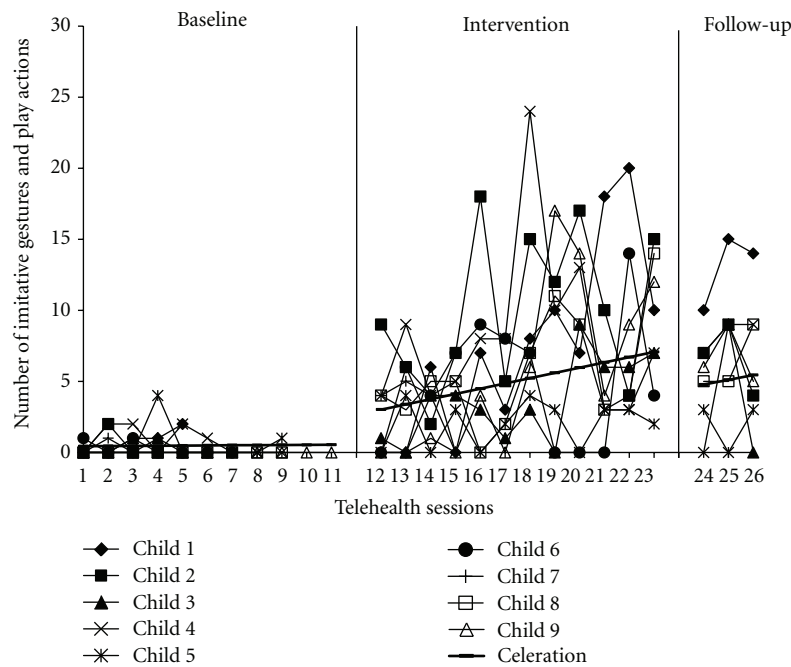 Baseline
Intervention
Follow-up
30
25
20
15
10
5
0
Number of imitative gestures and play actions
1 2 3 4 5 6 7 8 9 10 11 12 13 14 15 16 17 18 19 20 21 22 23 24 25 26
Telehealth sessions
Child 1
Child 2
Child 3
Child 4
Child 5
Child 6
Child 7
Child 8
Child 9
Celeration